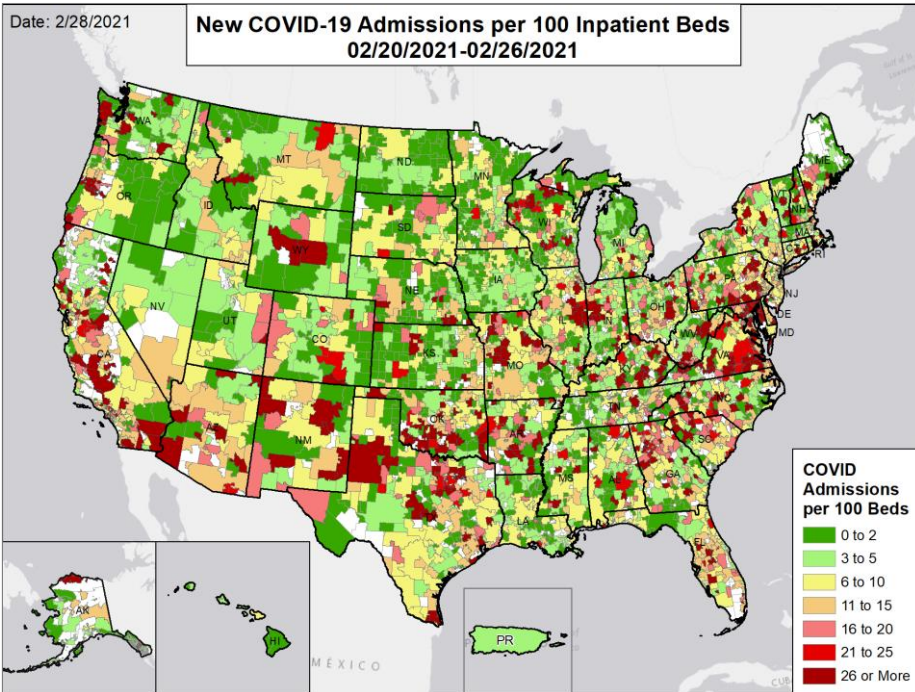 Date: 2/28/2021
New COVID-19 Admissions per 100 Inpatient Beds
02/20/2021-02/26/2021
WA
MT
ND
MN
ME
OR
ID
SD
WI
MI
VT
NH
NY
MA
CT
RI
WY
NE
IA
NV
UT
CO
KS
MO
OH
NJ
DE
MD
WV
VA
CA
KY
NC
TN
AZ
NM
OK
AR
SC
MS
AL
GA
LA
FL
AK
HI
PR
MÉXICO
COVID
Admissions
per 100 Beds
0 to 2
3 to 5
6 to 10
11 to 15
16 to 20
21 to 25
26 or More